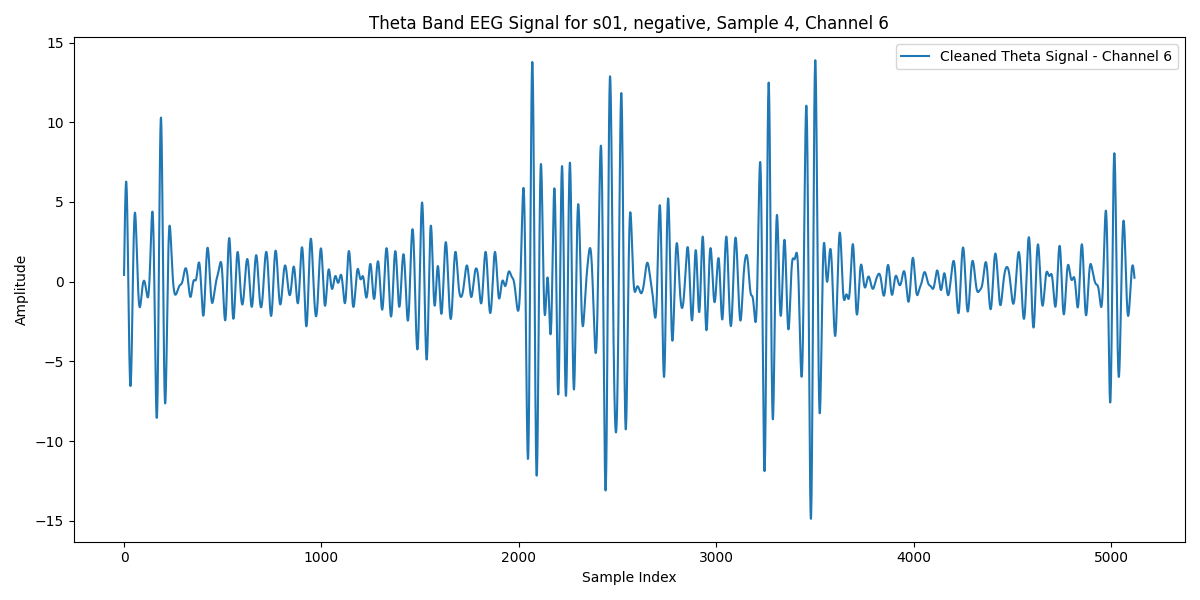 Theta Band EEG Signal for s01, negative, Sample 4, Channel 6
Cleaned Theta Signal - Channel 6
Amplitude
15
10
5
0
−5
−10
−15
0 1000 2000 3000 4000 5000
Sample Index